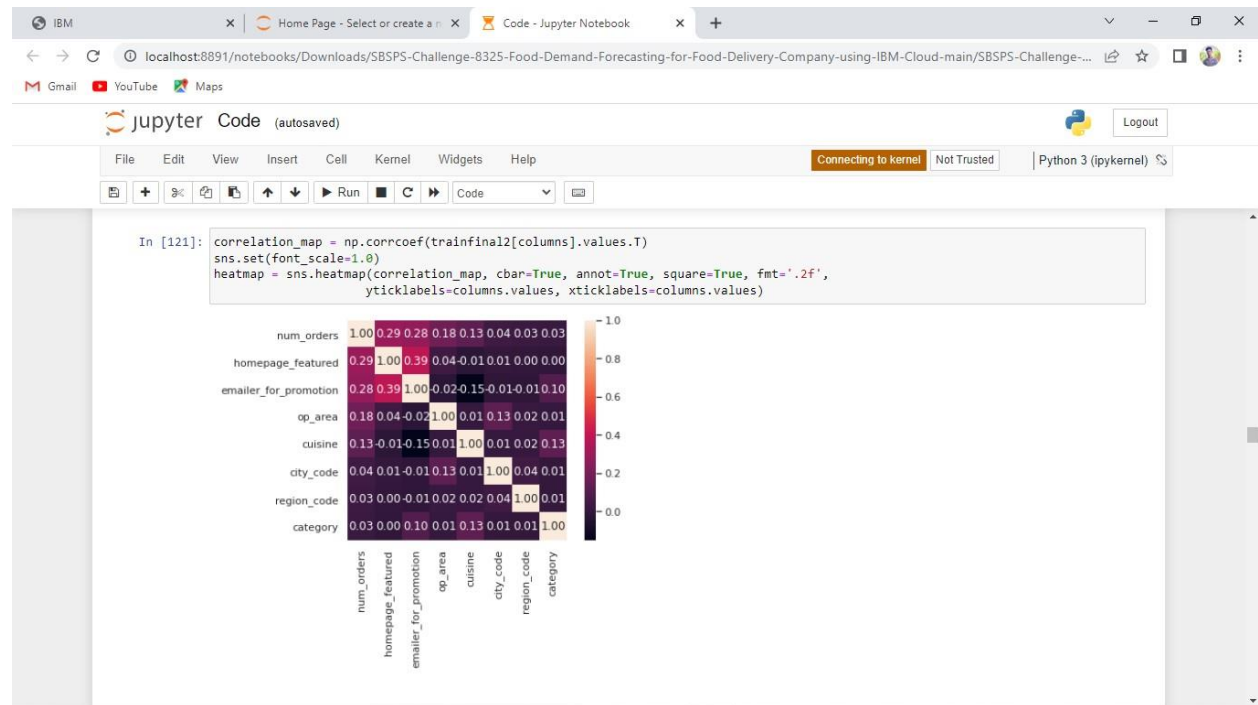 IBM
Home Page - Select or create a n
Code - Jupyter Notebook
localhost:8891/notebooks/Downloads/SBSPS-Challenge-8325-Food-Demand-Forecasting-for-Food-Delivery-Company-using-IBM-Cloud-main/SBSPS-Challenge-...
Gmail YouTube Maps
jupyter Code (autosaved) Logout
File Edit View Insert Cell Kernel Widgets Help Connecting to kernel Not Trusted Python 3 (ipykernel)
Run Code
In [121]: correlation_map = np.corrcoef(trainfinal2[columns].values.T)
sns.set(font_scale=1.0)
heatmap = sns.heatmap(correlation_map, cbar=True, annot=True, square=True, fmt='.2f',
yticklabels=columns.values, xticklabels=columns.values)
num_orders 1.00 0.29 0.28 0.18 0.13 0.04 0.03 0.03
homepage_featured 0.29 1.00 0.39 0.04 -0.01 0.01 0.00 0.00
emailer_for_promotion 0.28 0.39 1.00 -0.02 -0.15 -0.01 -0.01 0.10
op_area 0.18 0.04 -0.02 1.00 0.01 0.13 0.02 0.01
cuisine 0.13 -0.01 -0.15 0.01 1.00 0.01 0.02 0.13
city_code 0.04 0.01 -0.01 0.13 0.01 1.00 0.04 0.01
region_code 0.03 0.00 -0.01 0.02 0.02 0.04 1.00 0.01
category 0.03 0.00 0.10 0.01 0.13 0.01 0.01 1.00
1.0
0.8
0.6
0.4
0.2
0.0
num_orders
homepage_featured
emailer_for_promotion
op_area
cuisine
city_code
region_code
category